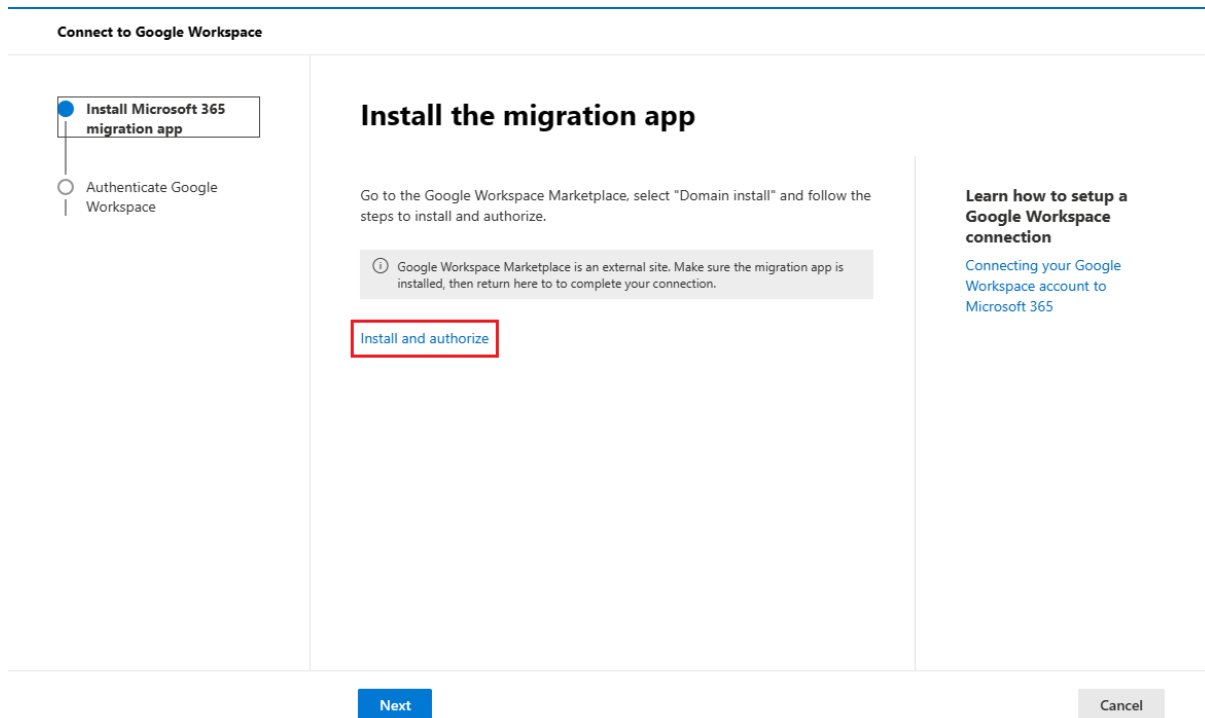 Connect to Google Workspace
Install Microsoft 365
migration app
Authenticate Google
Workspace
Install the migration app
Go to the Google Workspace Marketplace, select "Domain install" and follow the
steps to install and authorize.
Google Workspace Marketplace is an external site. Make sure the migration app is
installed, then return here to to complete your connection.
Install and authorize
Learn how to setup a
Google Workspace
connection
Connecting your Google
Workspace account to
Microsoft 365
Next
Cancel